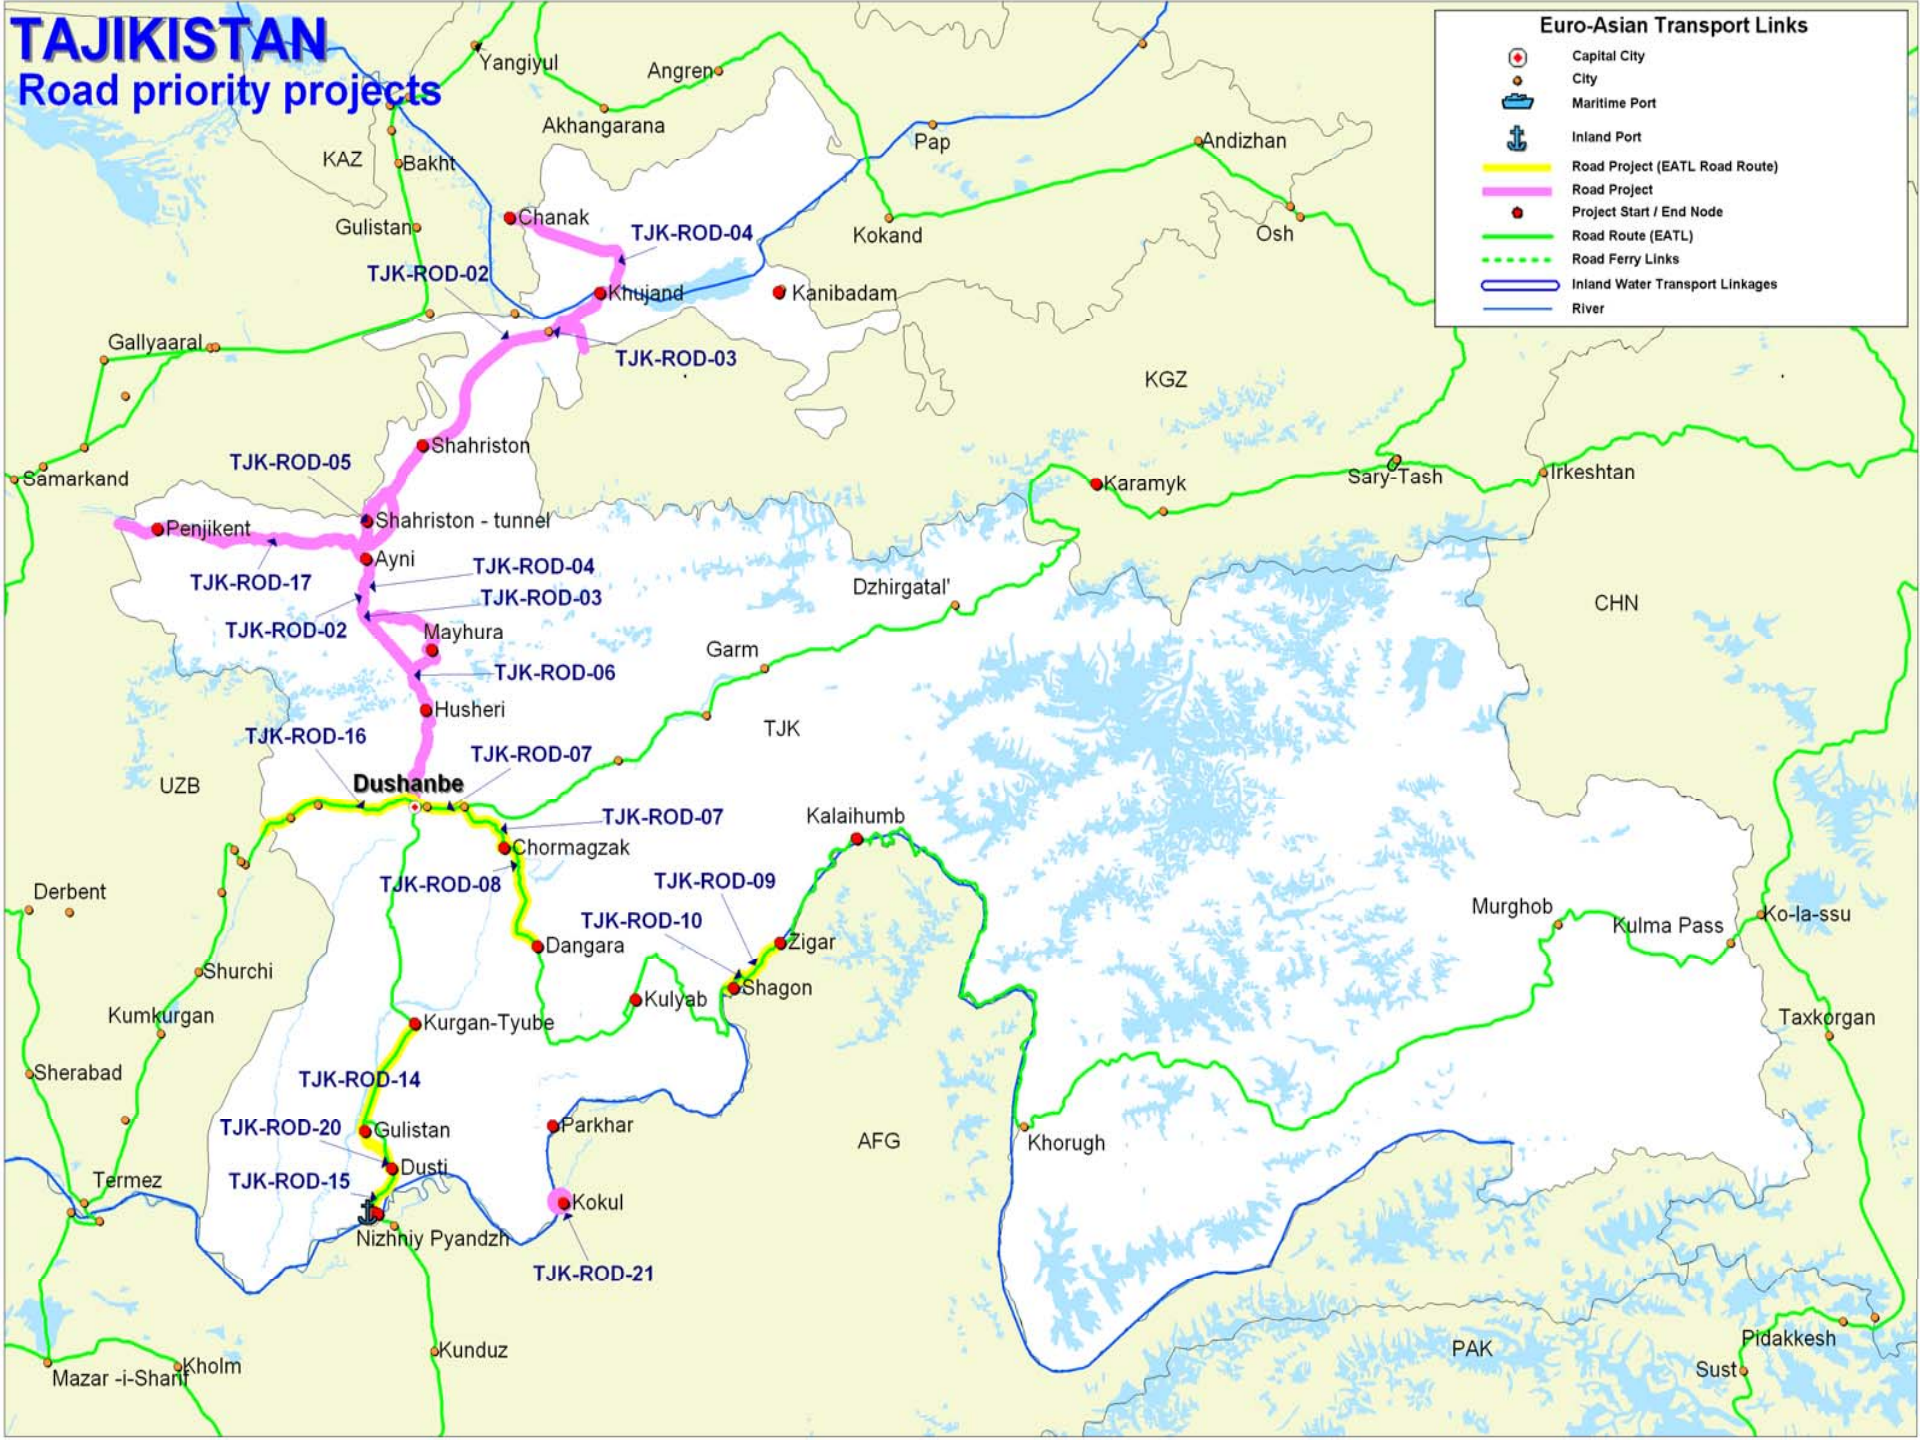 TAJIKISTAN
Road priority projects
Euro-Asian Transport Links
Capital City
City
Maritime Port
Inland Port
Road Project (EATL Road Route)
Road Project
Project Start / End Node
Road Route (EATL)
Road Ferry Links
Inland Water Transport Linkages
River
Yangiyul
Angren
Akhangarana
Pap
Andizhan
KAZ
Bakht
Chanak
Gulistan
TJK-ROD-04
Kokand
Osh
TJK-ROD-02
Khujand
Kanibadam
Gallyaaral
TJK-ROD-03
KGZ
Shahriston
TJK-ROD-05
Samarkand
Karamyk
Sary-Tash
Irkeshtan
Penjikent
Shahriston - tunnel
Ayni
TJK-ROD-17
TJK-ROD-04
TJK-ROD-03
Dzhirgatal'
CHN
TJK-ROD-02
Mayhura
Garm
TJK-ROD-06
Husheri
TJK-ROD-16
TJK
TJK-ROD-07
UZB
Dushanbe
TJK-ROD-07
Kalaihumb
Chormagzak
TJK-ROD-08
TJK-ROD-09
Derbent
TJK-ROD-10
Murghob
Kulma Pass
Ko-la-ssu
Dangara
Zigar
Shurchi
Shagon
Kulyab
Kumkurgan
Kurgan-Tyube
Taxkorgan
Sherabad
TJK-ROD-14
TJK-ROD-20
Gulistan
Parkhar
AFG
Khorugh
Dusti
Termez
TJK-ROD-15
Kokul
Nizhniy Pyandzh
TJK-ROD-21
Kunduz
Kholm
Mazar -i-Sharif
PAK
Pidakkesh
Sust